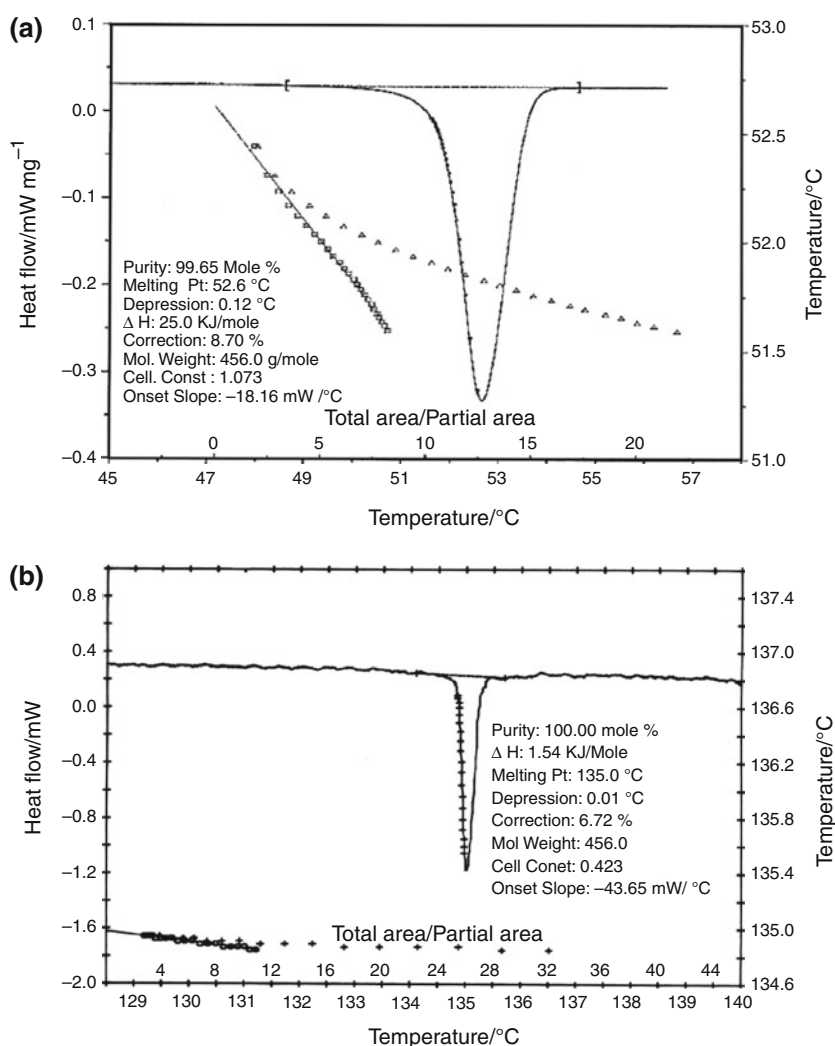 (a)
0.1
0.0
−0.1
−0.2
−0.3
−0.4
Heat flow/mW mg−1
53.0
52.5
52.0
51.5
51.0
Temperature/°C
Purity: 99.65 Mole %
Melting Pt: 52.6 °C
Depression: 0.12 °C
Δ H: 25.0 KJ/mole
Correction: 8.70 %
Mol. Weight: 456.0 g/mole
Cell. Const : 1.073
Onset Slope: −18.16 mW /°C
Total area/Partial area
0 5 10 15 20
45 47 49 51 53 55 57
Temperature/°C
(b)
0.8
0.4
0.0
−0.4
−0.8
−1.2
−1.6
−2.0
Heat flow/mW
137.4
137.0
136.6
136.2
135.8
135.4
135.0
134.6
Temperature/°C
Purity: 100.00 mole %
Δ H: 1.54 KJ/Mole
Melting Pt: 135.0 °C
Depression: 0.01 °C
Correction: 6.72 %
Mol Weight: 456.0
Cell Conet: 0.423
Onset Slope: −43.65 mW/ °C
Total area/Partial area
4 8 12 16 20 24 28 32 36 40 44
129 130 131 132 133 134 135 136 137 138 139 140
Temperature/°C